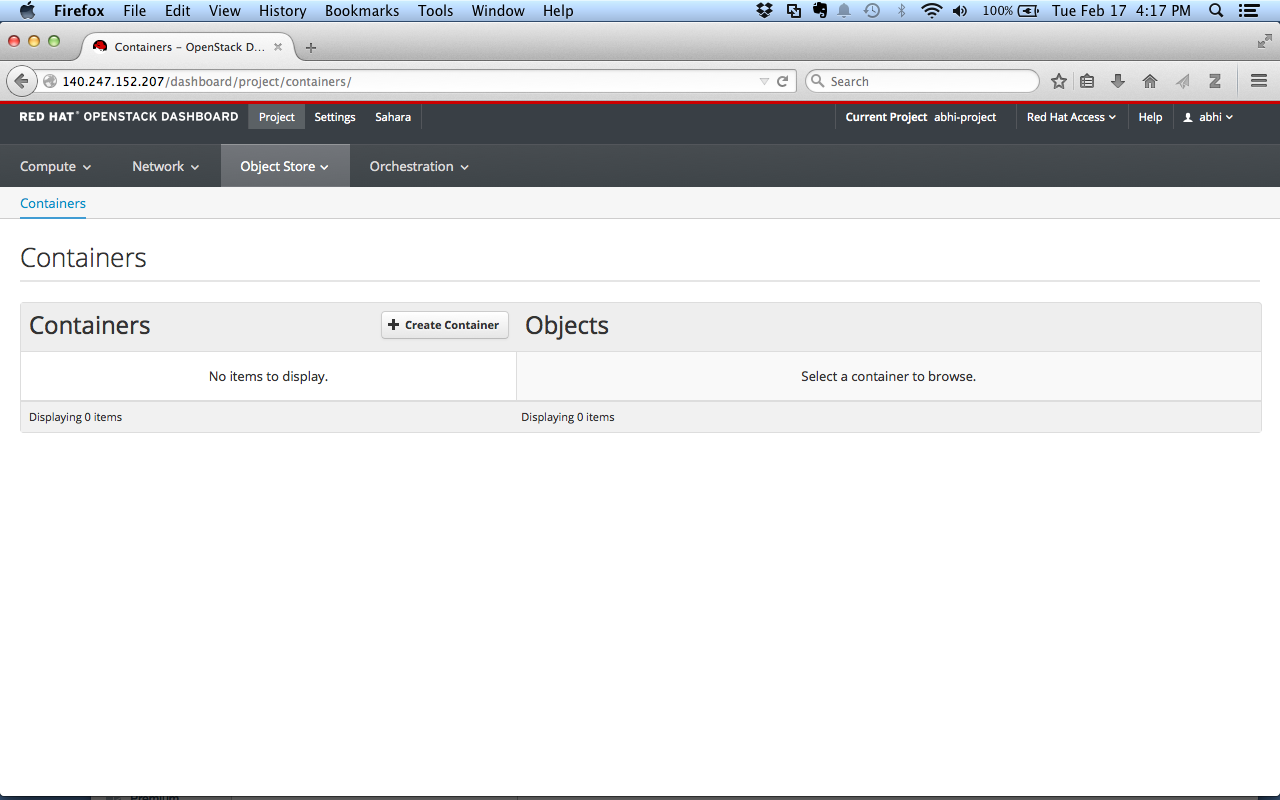 Firefox File Edit View History Bookmarks Tools Window Help 100% Tue Feb 17 4:17 PM
Containers – OpenStack D...
140.247.152.207/dashboard/project/containers/ Search
RED HAT® OPENSTACK DASHBOARD Project Settings Sahara Current Project abhi-project Red Hat Access Help abhi
Compute Network Object Store Orchestration
Containers
Containers
Containers Create Container Objects
No items to display. Select a container to browse.
Displaying 0 items Displaying 0 items